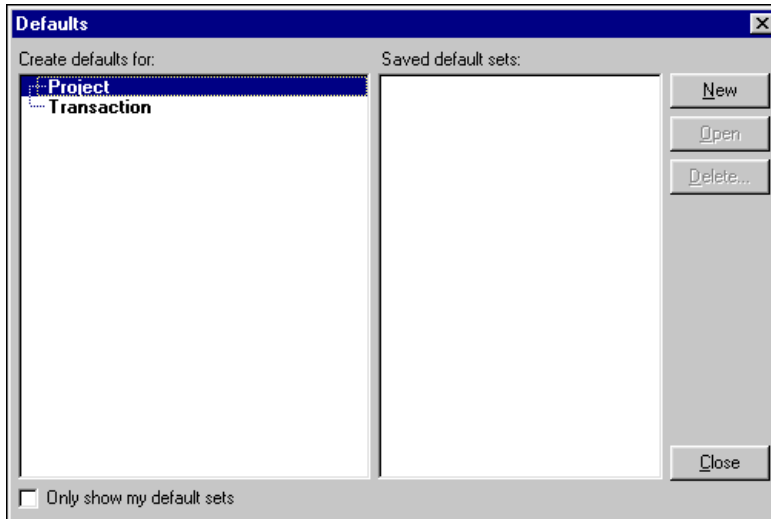 Defaults
Create defaults for:
Saved default sets:
Project
Transaction
New
Open
Delete...
Close
Only show my default sets